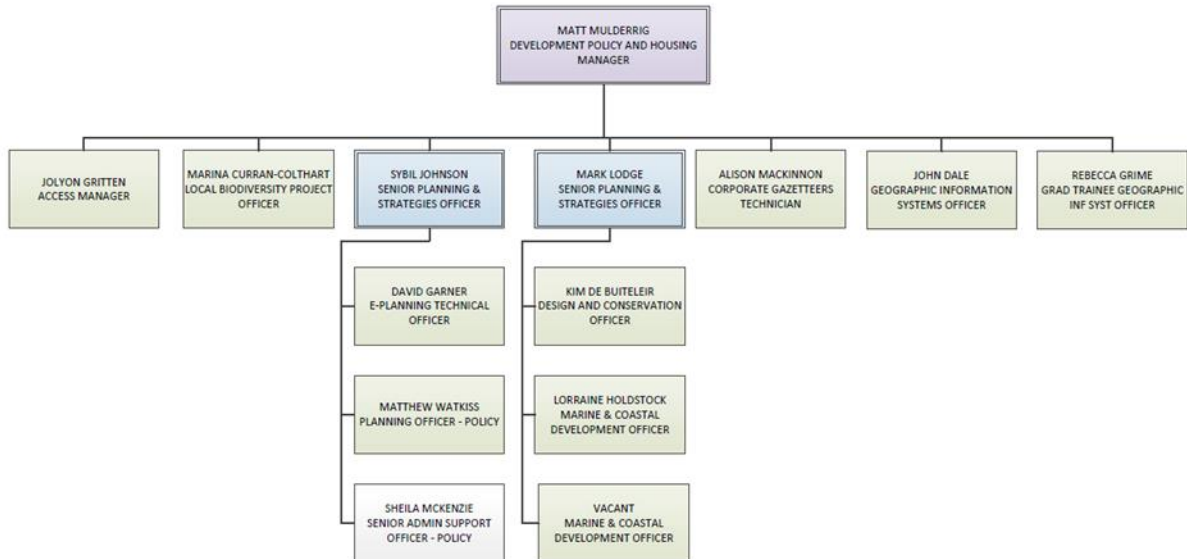 MATT MULDERRIG
DEVELOPMENT POLICY AND HOUSING
MANAGER
JOLYON GRITTEN
ACCESS MANAGER
MARINA CURRAN-COLTHART
LOCAL BIODIVERSITY PROJECT
OFFICER
SYBIL JOHNSON
SENIOR PLANNING &
STRATEGIES OFFICER
MARK LODGE
SENIOR PLANNING &
STRATEGIES OFFICER
ALISON MACKINNON
CORPORATE GAZETTEERS
TECHNICIAN
JOHN DALE
GEOGRAPHIC INFORMATION
SYSTEMS OFFICER
REBECCA GRIME
GRAD TRAINEE GEOGRAPHIC
INF SYST OFFICER
DAVID GARNER
E-PLANNING TECHNICAL
OFFICER
KIM DE BUITELEIR
DESIGN AND CONSERVATION
OFFICER
MATTHEW WATKISS
PLANNING OFFICER - POLICY
LORRAINE HOLDSTOCK
MARINE & COASTAL
DEVELOPMENT OFFICER
SHEILA MCKENZIE
SENIOR ADMIN SUPPORT
OFFICER - POLICY
VACANT
MARINE & COASTAL
DEVELOPMENT OFFICER